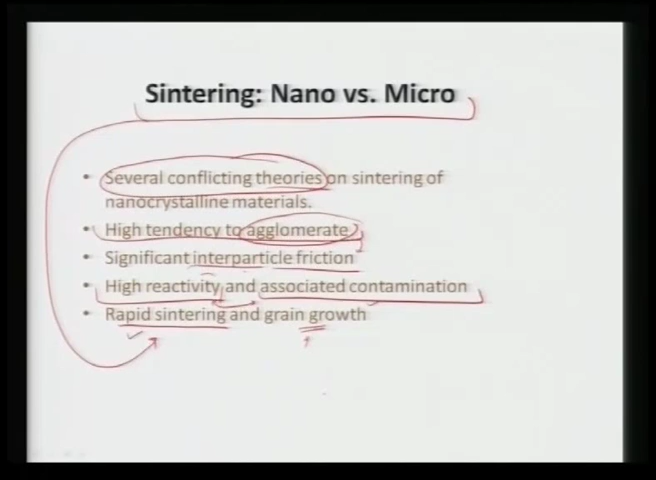 Sintering: Nano vs. Micro
• Several conflicting theories on sintering of
nanocrystalline materials.
• High tendency to agglomerate
• Significant interparticle friction
• High reactivity and associated contamination
• Rapid sintering and grain growth